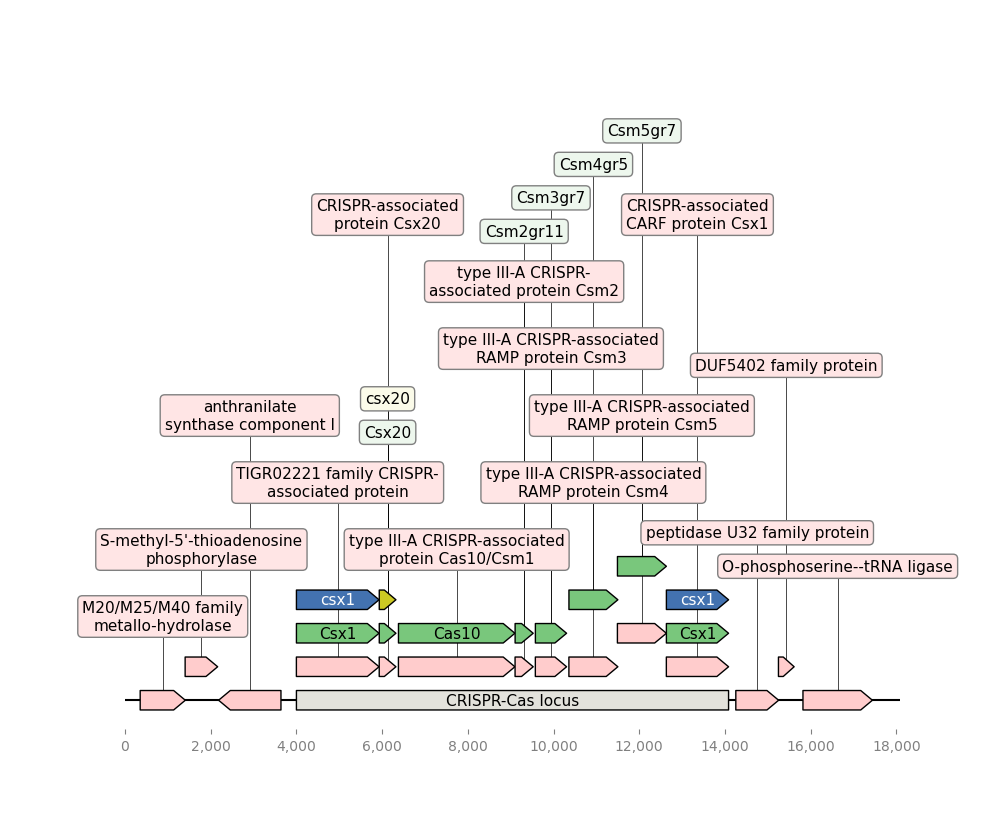 Csm5gr7
Csm4gr5
Csm3gr7
CRISPR-associated
protein Csx20
CRISPR-associated
CARF protein Csx1
Csm2gr11
type III-A CRISPR-
associated protein Csm2
type III-A CRISPR-associated
RAMP protein Csm3
DUF5402 family protein
csx20
anthranilate
synthase component I
type III-A CRISPR-associated
RAMP protein Csm5
Csx20
TIGR02221 family CRISPR-
associated protein
type III-A CRISPR-associated
RAMP protein Csm4
peptidase U32 family protein
S-methyl-5'-thioadenosine
phosphorylase
type III-A CRISPR-associated
protein Cas10/Csm1
O-phosphoserine--tRNA ligase
M20/M25/M40 family
metallo-hydrolase
csx1
csx1
Csx1
Cas10
Csx1
CRISPR-Cas locus
0 2,000 4,000 6,000 8,000 10,000 12,000 14,000 16,000 18,000